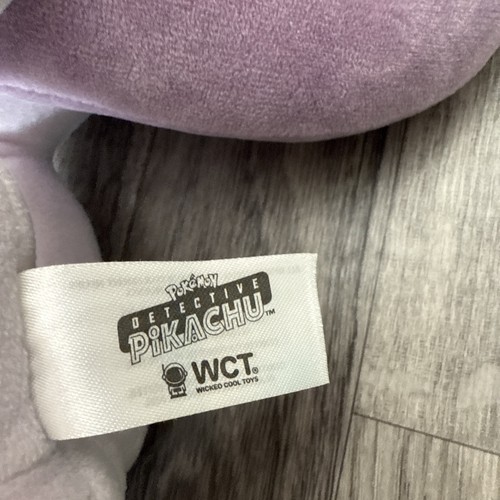 POKéMON
DETECTIVE
PIKACHU™
WCT®
WICKED COOL TOYS